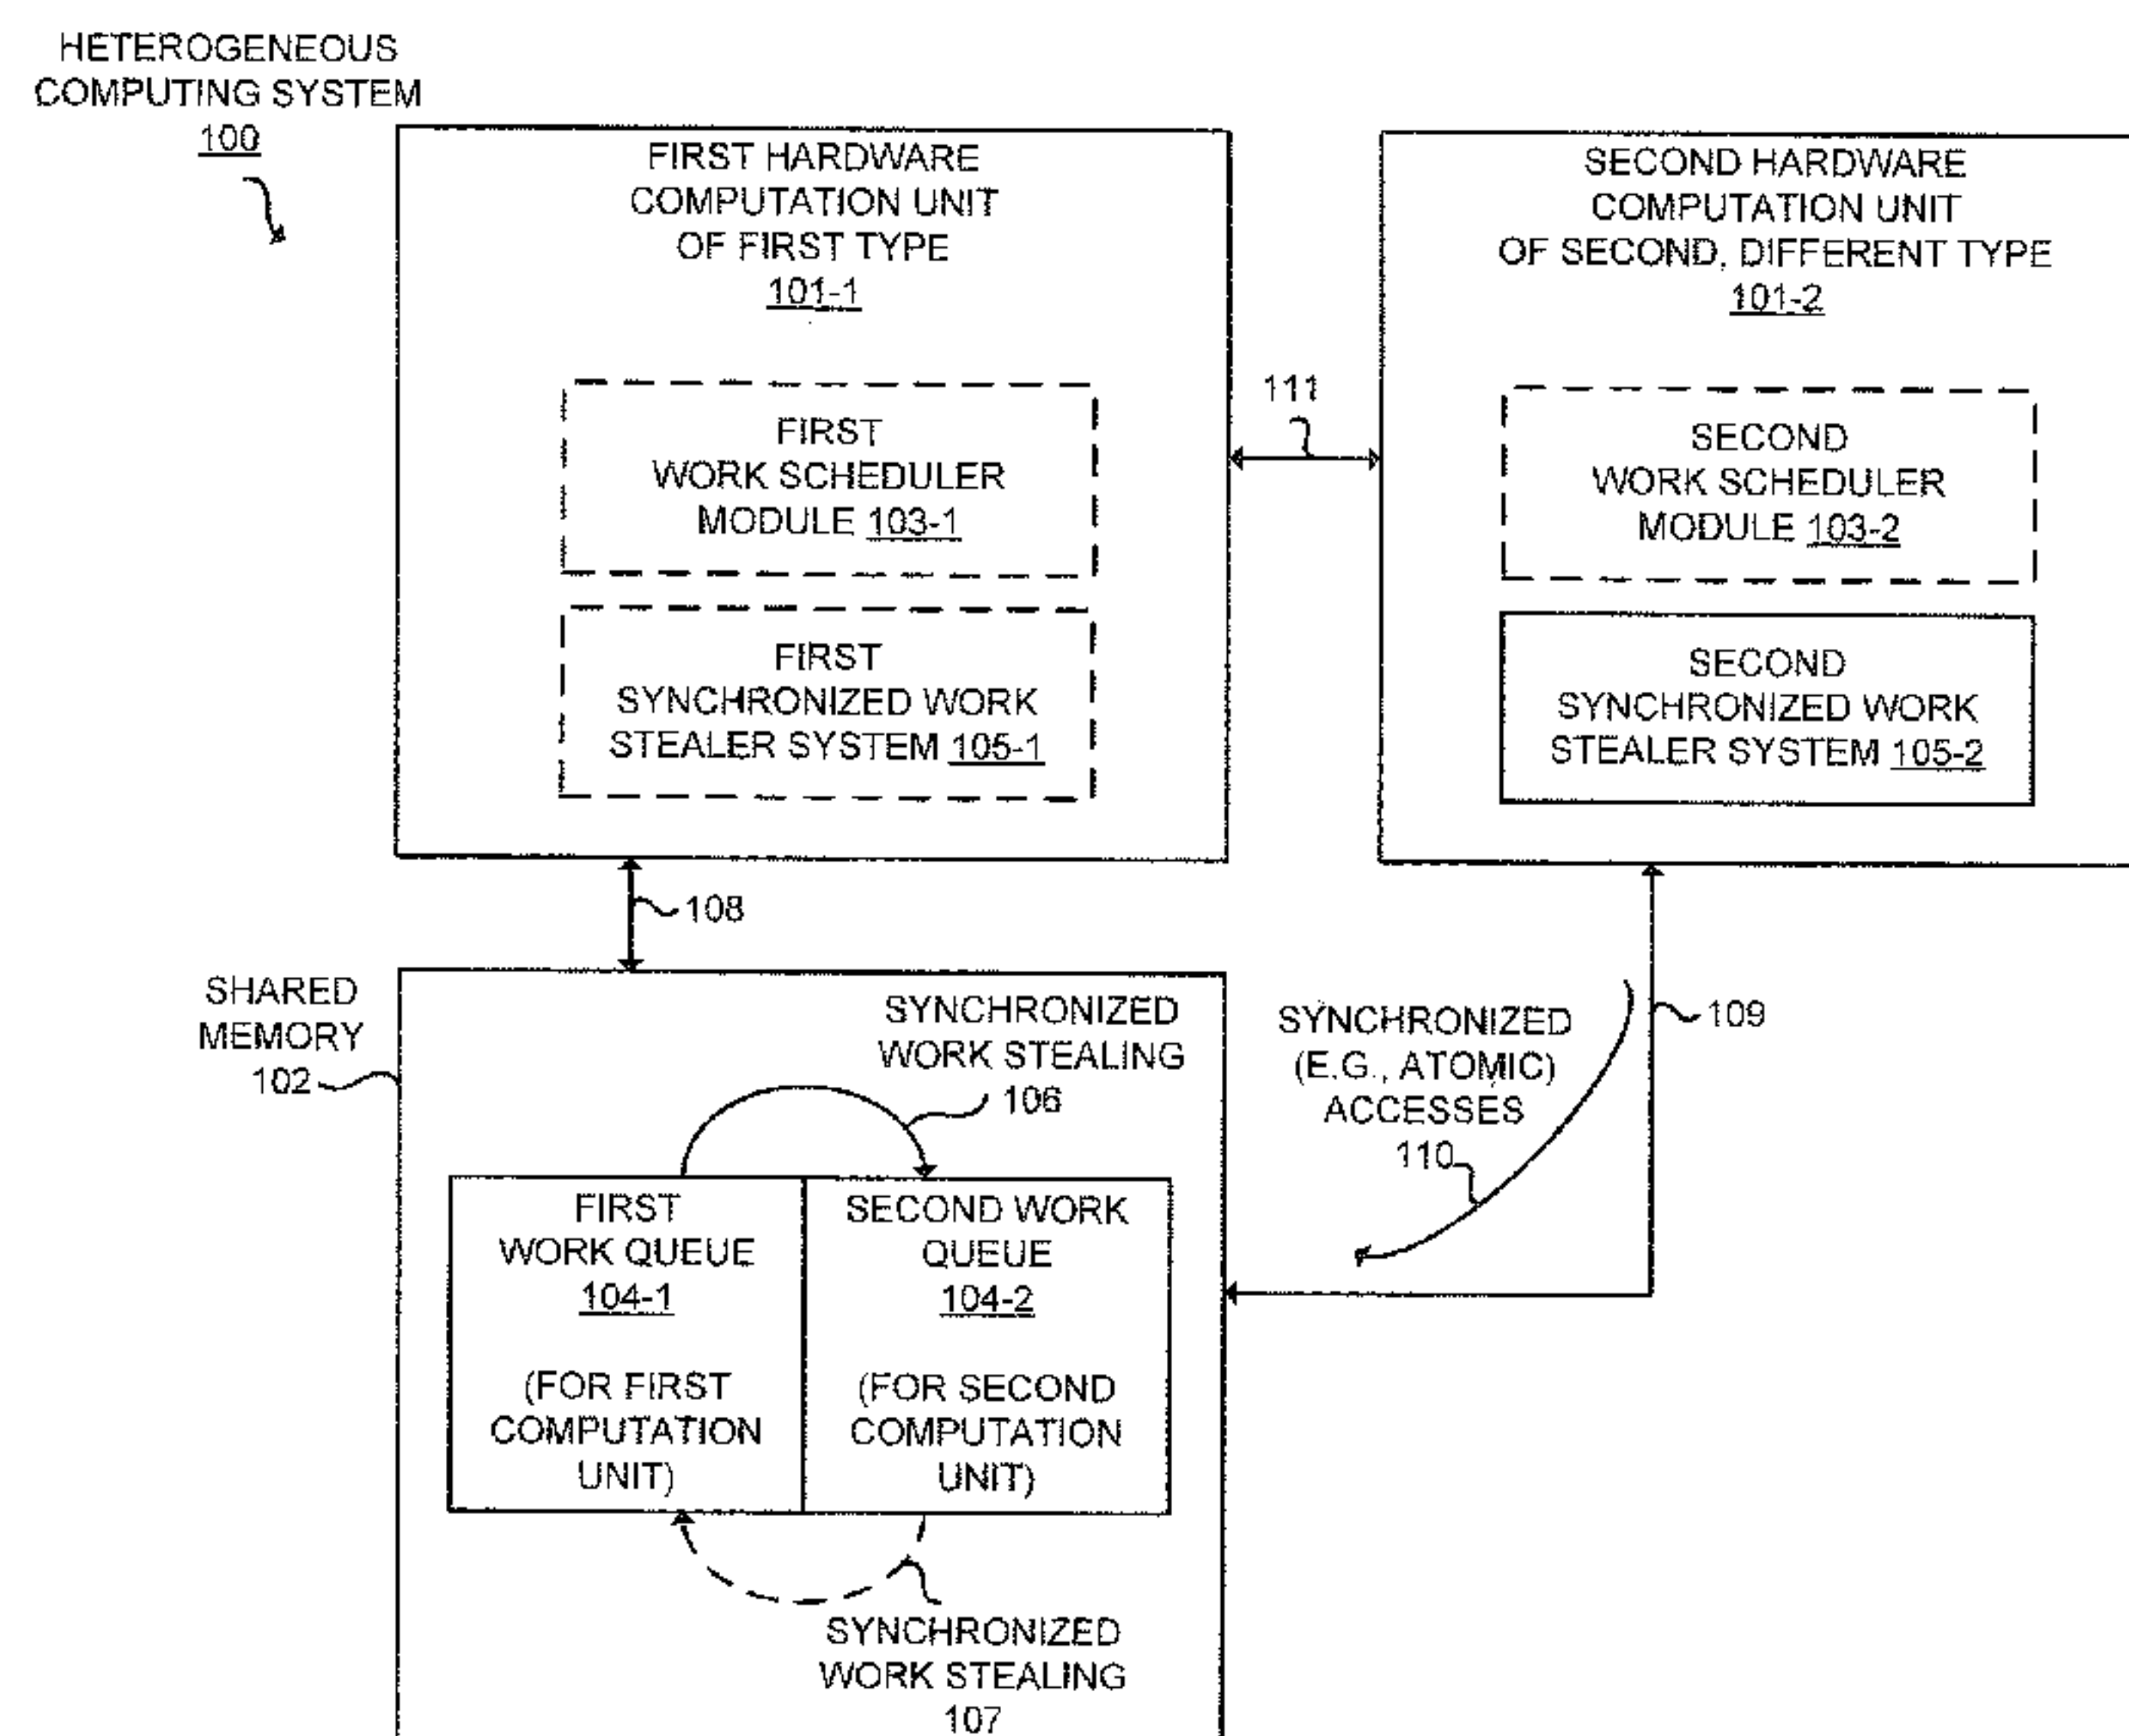 HETEROGENEOUS
COMPUTING SYSTEM
100
FIRST HARDWARE
COMPUTATION UNIT
OF FIRST TYPE
101-1
FIRST
WORK SCHEDULER
MODULE 103-1
FIRST
SYNCHRONIZED WORK
STEALER SYSTEM 105-1
111
SECOND HARDWARE
COMPUTATION UNIT
OF SECOND, DIFFERENT TYPE
101-2
SECOND
WORK SCHEDULER
MODULE 103-2
SECOND
SYNCHRONIZED WORK
STEALER SYSTEM 105-2
108
SHARED
MEMORY
102
SYNCHRONIZED
WORK STEALING
106
FIRST
WORK QUEUE
104-1
(FOR FIRST
COMPUTATION
UNIT)
SECOND WORK
QUEUE
104-2
(FOR SECOND
COMPUTATION
UNIT)
SYNCHRONIZED
WORK STEALING
107
SYNCHRONIZED
(E.G., ATOMIC)
ACCESSES
110
109